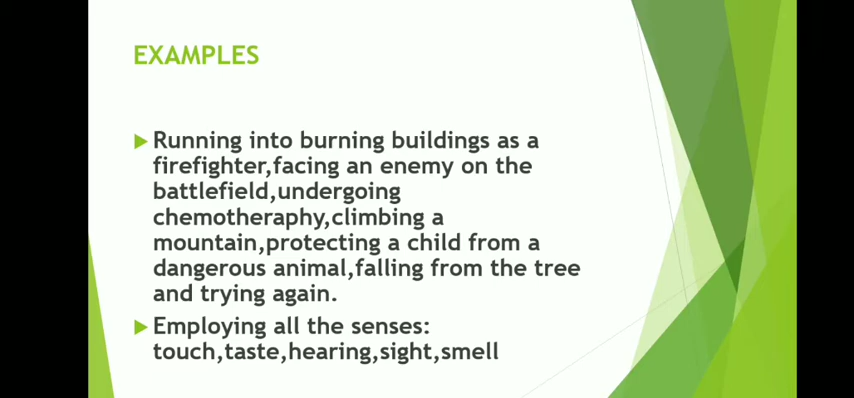 EXAMPLES
Running into burning buildings as a
firefighter,facing an enemy on the
battlefield,undergoing
chemotheraphy,climbing a
mountain,protecting a child from a
dangerous animal,falling from the tree
and trying again.
Employing all the senses:
touch,taste,hearing,sight,smell